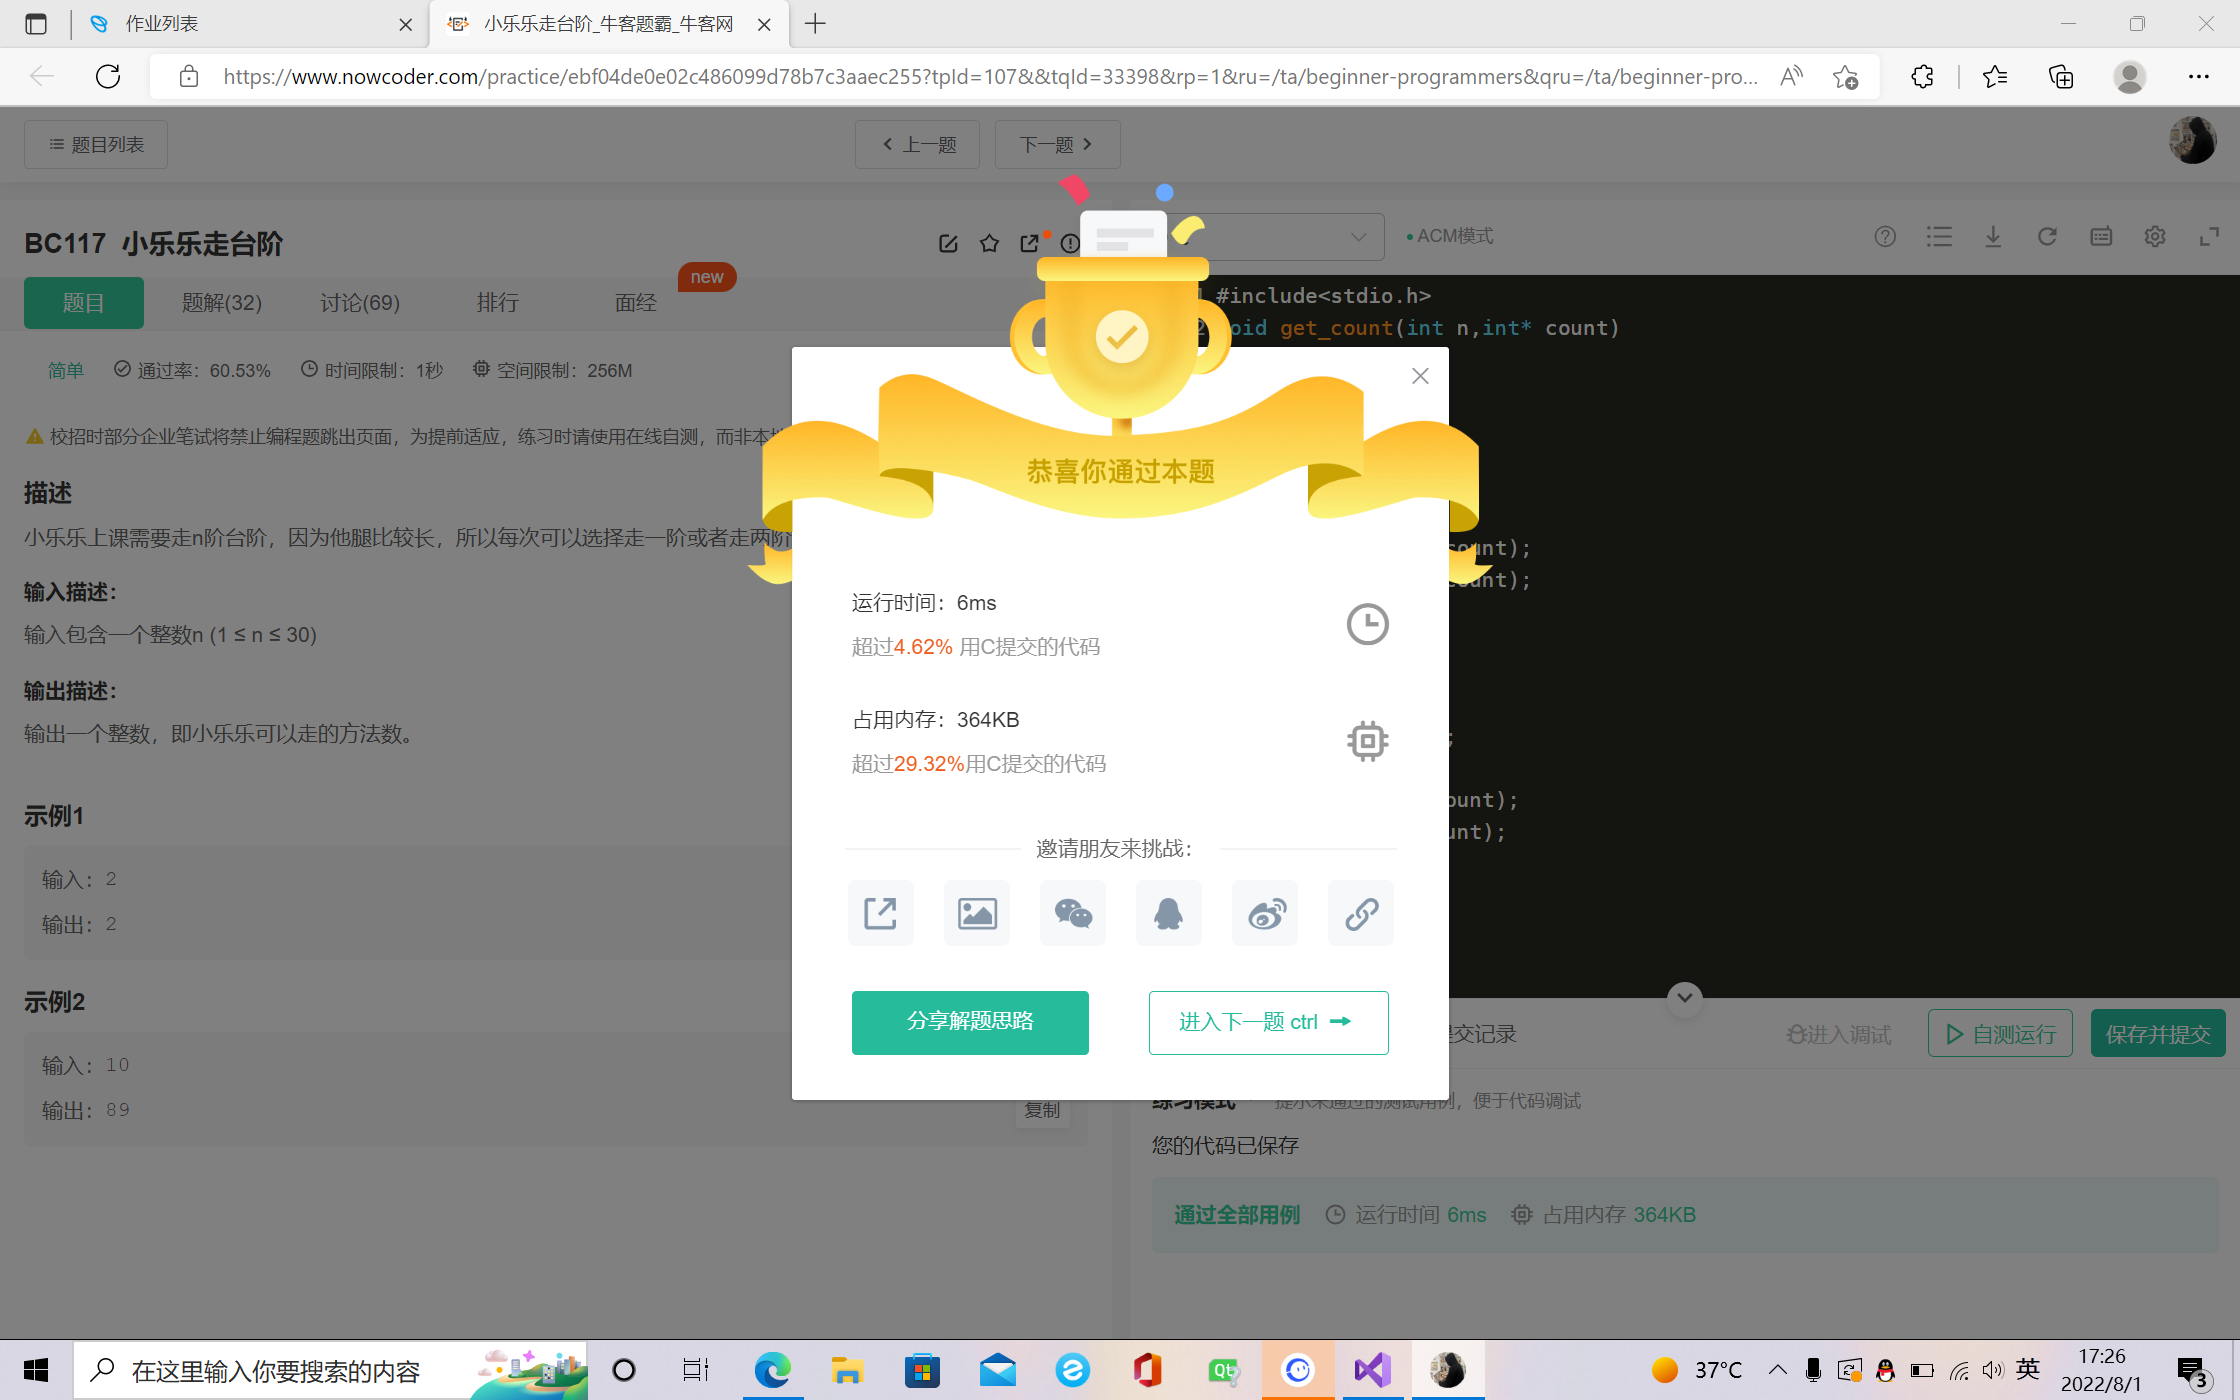 作业列表
小乐乐走台阶_牛客题霸_牛客网
https://www.nowcoder.com/practice/ebf04de0e02c486099d78b7c3aaec255?tpId=107&&tqId=33398&rp=1&ru=/ta/beginner-programmers&qru=/ta/beginner-pro...
题目列表
上一题
下一题
BC117 小乐乐走台阶
ACM模式
题目
题解(32)
讨论(69)
排行
面经
new
#include<stdio.h>
2 oid get_count(int n,int* count)
简单
通过率：60.53%
时间限制：1秒
空间限制：256M
校招时部分企业笔试将禁止编程题跳出页面，为提前适应，练习时请使用在线自测，而非本地
恭喜你通过本题
描述
小乐乐上课需要走n阶台阶，因为他腿比较长，所以每次可以选择走一阶或者走两阶
ount);
ount);
输入描述：
输入包含一个整数n (1 ≤ n ≤ 30)
运行时间：6ms
超过4.62% 用C提交的代码
输出描述：
输出一个整数，即小乐乐可以走的方法数。
占用内存：364KB
;
超过29.32%用C提交的代码
示例1
ount);
unt);
邀请朋友来挑战：
输入：2
输出：2
示例2
分享解题思路
进入下一题 ctrl
提交记录
进入调试
自测运行
保存并提交
输入：10
输出：89
复制
练习模式
提示未通过的测试用例，便于代码调试
您的代码已保存
通过全部用例
运行时间 6ms
占用内存 364KB
在这里输入你要搜索的内容
37°C
英
17:26
2022/8/1
3